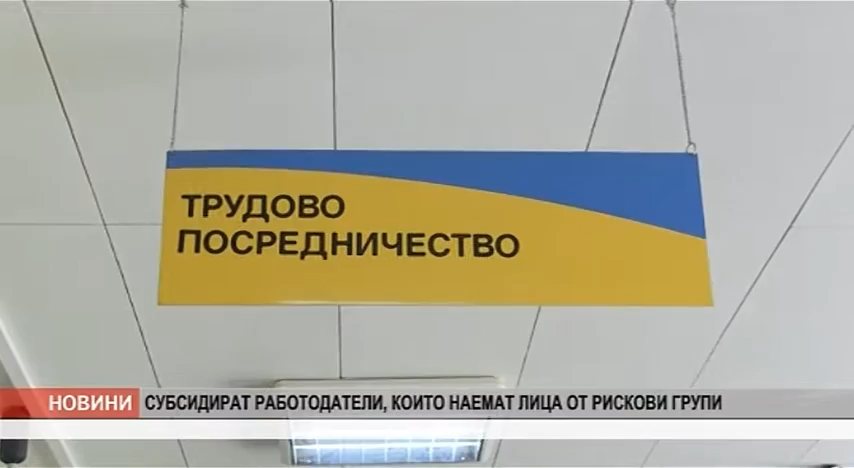 ТРУДОВО
ПОСРЕДНИЧЕСТВО
НОВИНИ СУБСИДИРАТ РАБОТОДАТЕЛИ, КОИТО НАЕМАТ ЛИЦА ОТ РИСКОВИ ГРУПИ